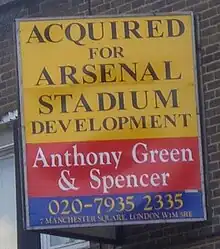 ACQUIRED
FOR
ARSENAL
STADIUM
DEVELOPMENT
Anthony Green
& Spencer
020-7935 2335
7 MANCHESTER SQUARE, LONDON W1M 5RE